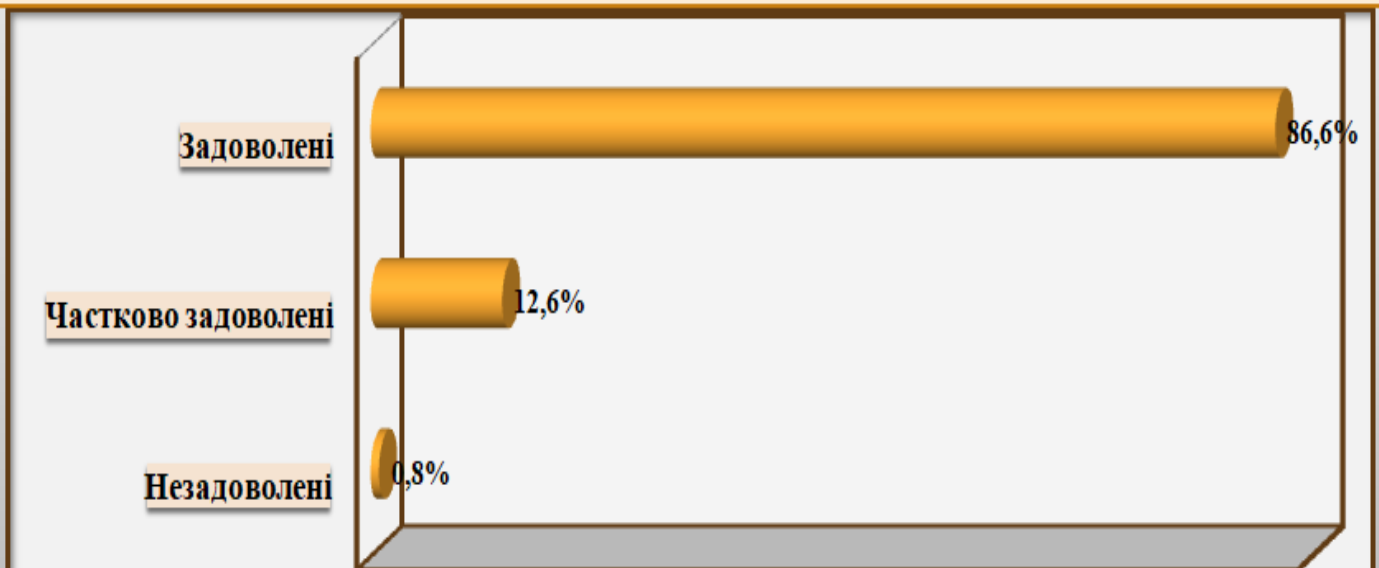 Задоволені
86,6%
Частково задоволені
12,6%
Незадоволені
0,8%